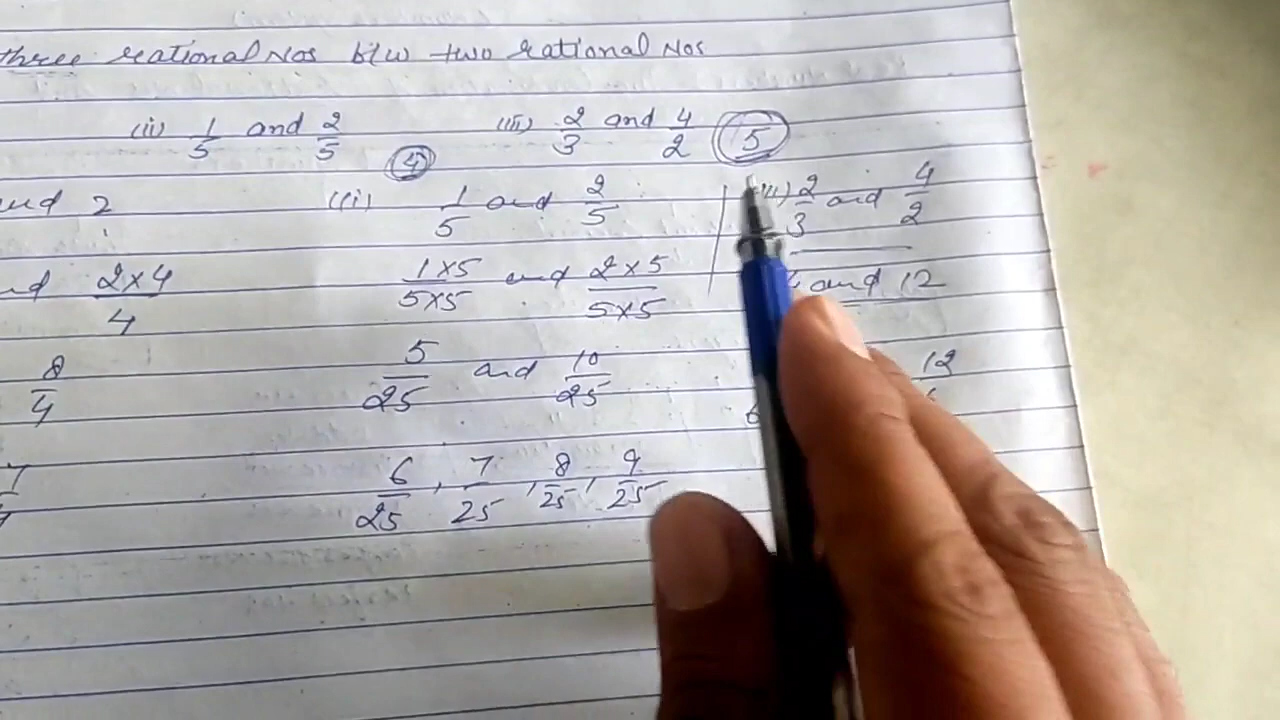 three rational Nos b/w two rational Nos
(ii) 1/5 and 2/5 (iii) 2/3 and 4/2 5
4
and 2 (ii) 1/5 and 2/5 2/3 and 4/2
2×4/4 1×5/5×5 and 2×5/5×5 and 12
8/4 5/25 and 10/25 12
6/25, 7/25, 8/25, 9/25